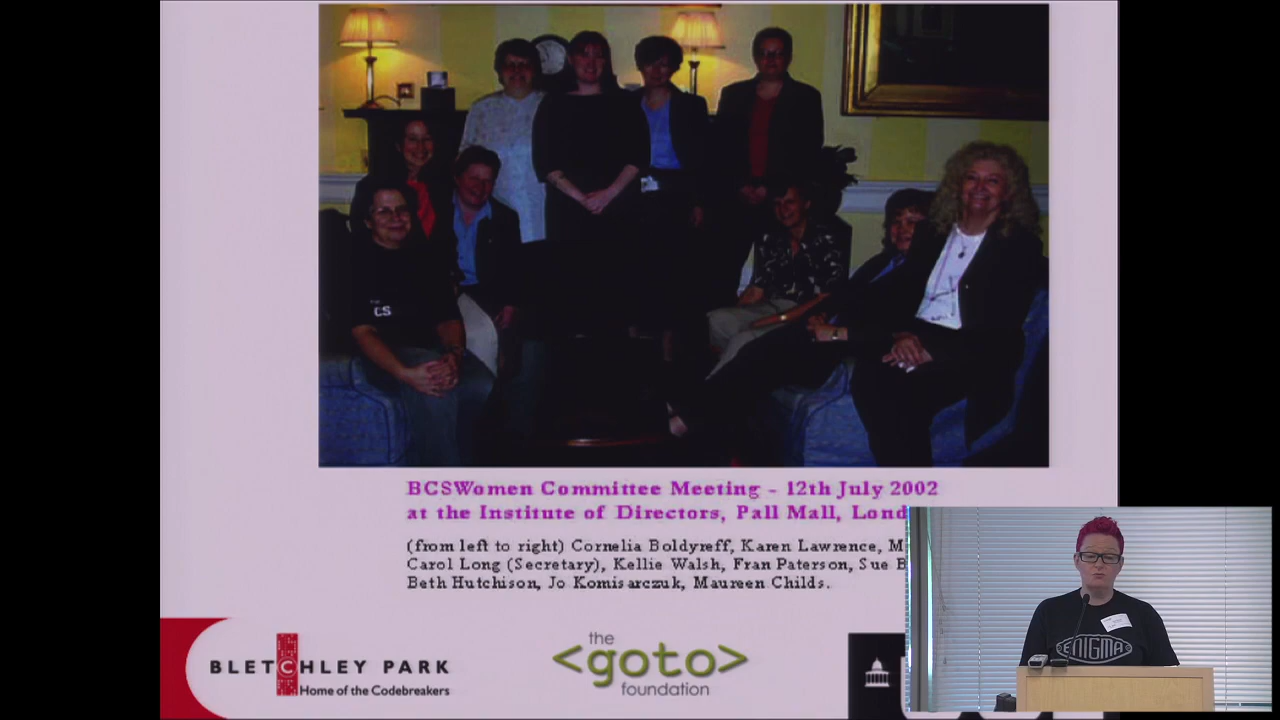 CS
BCSWomen Committee Meeting - 12th July 2002
at the Institute of Directors, Pall Mall, Lond
(from left to right) Cornelia Boldyreff, Karen Lawrence, M
Carol Long (Secretary), Kellie Walsh, Fran Paterson, Sue B
Beth Hutchison, Jo Komisarczuk, Maureen Childs.
BLETCHLEY PARK
Home of the Codebreakers
the
<goto>
foundation
ENIGMA